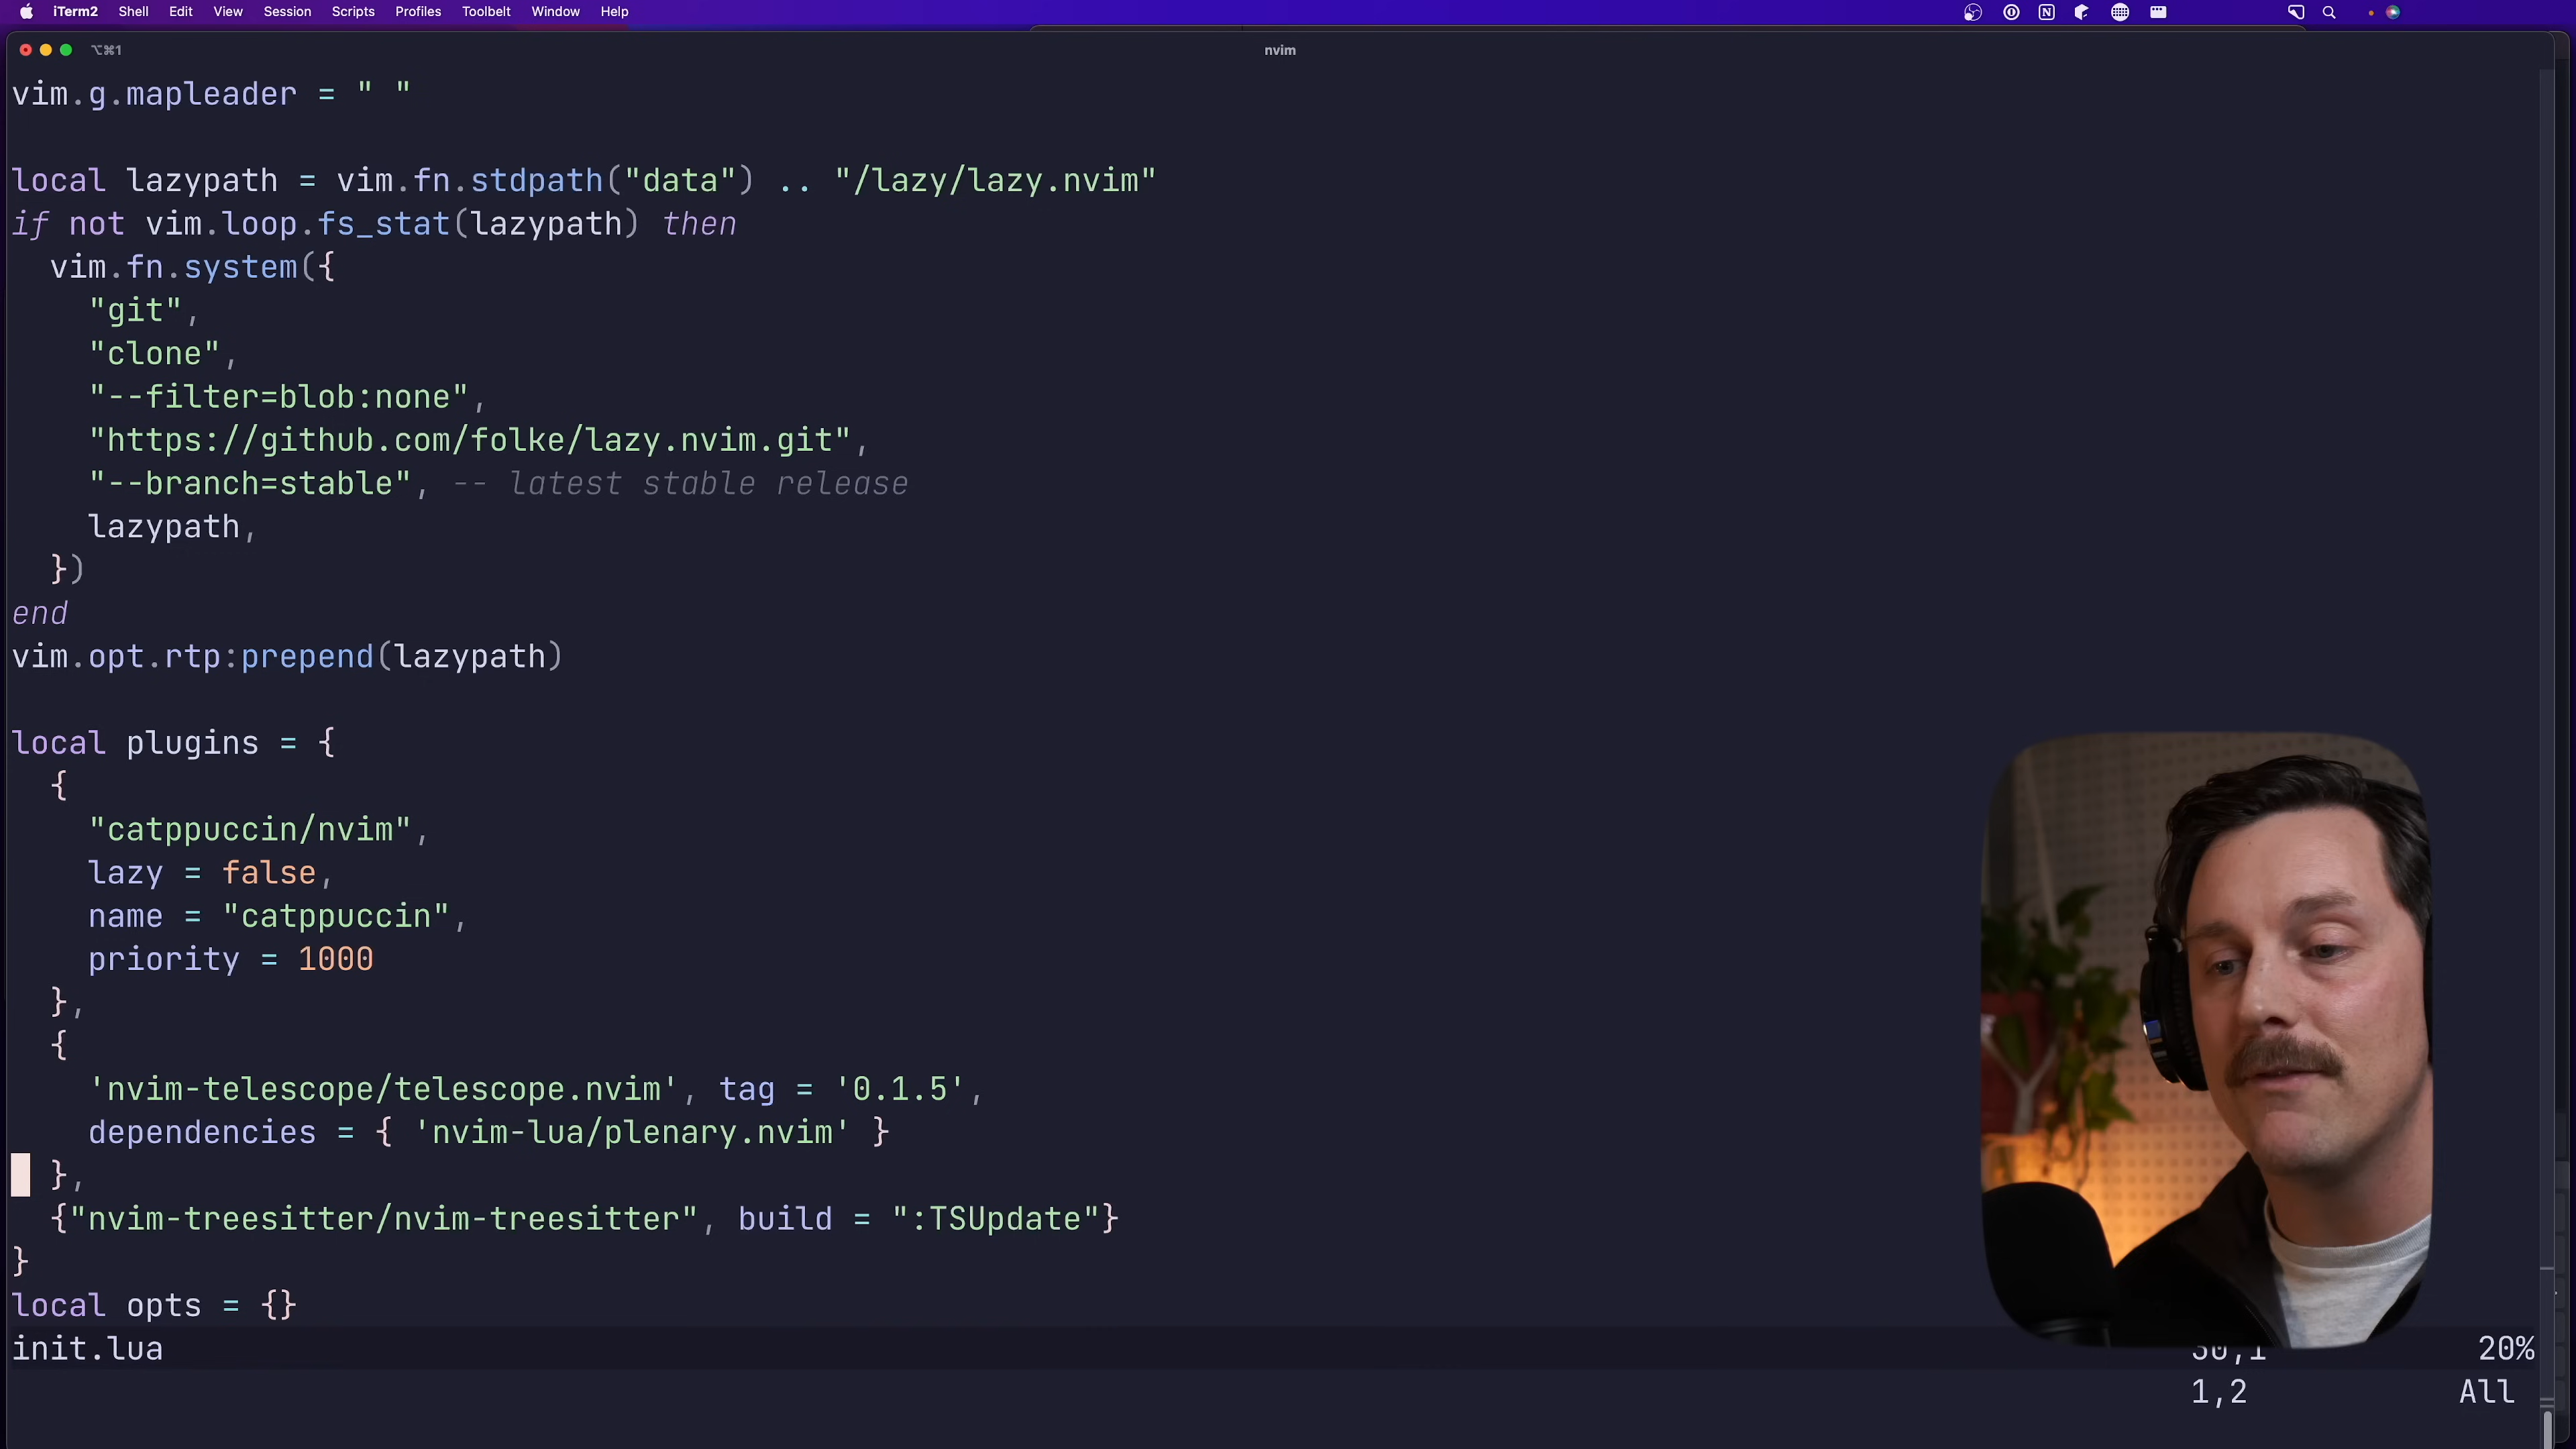 iTerm2 Shell Edit View Session Scripts Profiles Toolbelt Window Help
⌥⌘1 nvim
vim.g.mapleader = " "
local lazypath = vim.fn.stdpath("data") .. "/lazy/lazy.nvim"
if not vim.loop.fs_stat(lazypath) then
  vim.fn.system({
    "git",
    "clone",
    "--filter=blob:none",
    "https://github.com/folke/lazy.nvim.git",
    "--branch=stable", -- latest stable release
    lazypath,
  })
end
vim.opt.rtp:prepend(lazypath)
local plugins = {
  {
    "catppuccin/nvim",
    lazy = false,
    name = "catppuccin",
    priority = 1000
  },
  {
    'nvim-telescope/telescope.nvim', tag = '0.1.5',
    dependencies = { 'nvim-lua/plenary.nvim' }
  },
  {"nvim-treesitter/nvim-treesitter", build = ":TSUpdate"}
}
local opts = {}
init.lua 20%
1,2 All